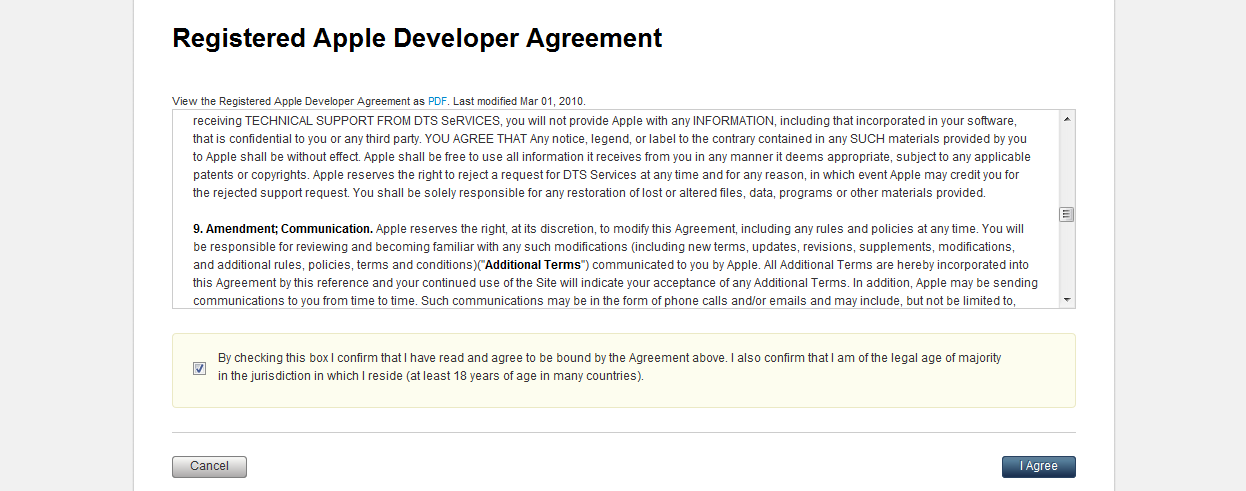 Registered Apple Developer Agreement
View the Registered Apple Developer Agreement as PDF. Last modified Mar 01, 2010.
receiving TECHNICAL SUPPORT FROM DTS SeRVICES, you will not provide Apple with any INFORMATION, including that incorporated in your software,
that is confidential to you or any third party. YOU AGREE THAT Any notice, legend, or label to the contrary contained in any SUCH materials provided by you
to Apple shall be without effect. Apple shall be free to use all information it receives from you in any manner it deems appropriate, subject to any applicable
patents or copyrights. Apple reserves the right to reject a request for DTS Services at any time and for any reason, in which event Apple may credit you for
the rejected support request. You shall be solely responsible for any restoration of lost or altered files, data, programs or other materials provided.
9. Amendment; Communication. Apple reserves the right, at its discretion, to modify this Agreement, including any rules and policies at any time. You will
be responsible for reviewing and becoming familiar with any such modifications (including new terms, updates, revisions, supplements, modifications,
and additional rules, policies, terms and conditions)("Additional Terms") communicated to you by Apple. All Additional Terms are hereby incorporated into
this Agreement by this reference and your continued use of the Site will indicate your acceptance of any Additional Terms. In addition, Apple may be sending
communications to you from time to time. Such communications may be in the form of phone calls and/or emails and may include, but not be limited to,
By checking this box I confirm that I have read and agree to be bound by the Agreement above. I also confirm that I am of the legal age of majority
in the jurisdiction in which I reside (at least 18 years of age in many countries).
Cancel
I Agree